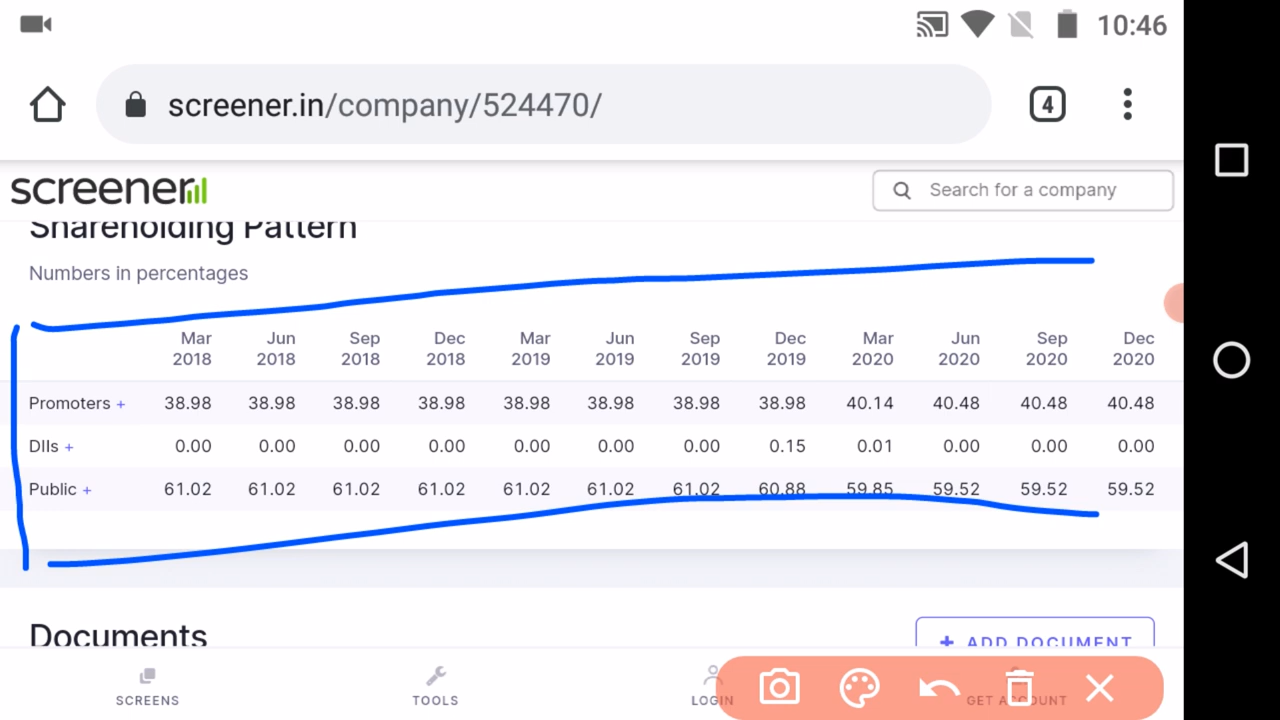 10:46
screener.in/company/524470/
4
screener
Search for a company
Shareholding Pattern
Numbers in percentages
Mar 2018 Jun 2018 Sep 2018 Dec 2018 Mar 2019 Jun 2019 Sep 2019 Dec 2019 Mar 2020 Jun 2020 Sep 2020 Dec 2020
Promoters + 38.98 38.98 38.98 38.98 38.98 38.98 38.98 38.98 40.14 40.48 40.48 40.48
DIIs + 0.00 0.00 0.00 0.00 0.00 0.00 0.00 0.15 0.01 0.00 0.00 0.00
Public + 61.02 61.02 61.02 61.02 61.02 61.02 61.02 60.88 59.85 59.52 59.52 59.52
Documents
+ ADD DOCUMENT
SCREENS TOOLS LOGIN GET ACCOUNT